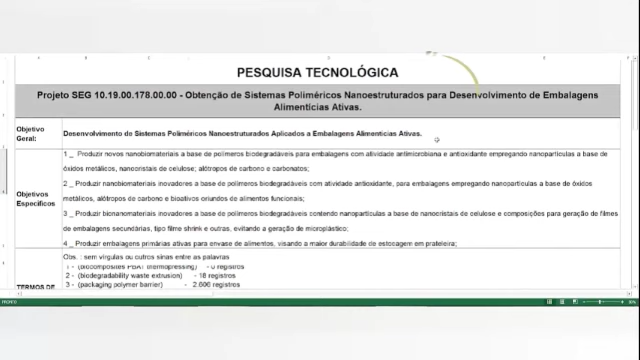 PESQUISA TECNOLÓGICA
Projeto SEG 10.19.00.178.00.00 - Obtenção de Sistemas Poliméricos Nanoestruturados para Desenvolvimento de Embalagens
Alimentícias Ativas.
Objetivo
Geral:
Desenvolvimento de Sistemas Poliméricos Nanoestruturados Aplicados a Embalagens Alimentícias Ativas.
Objetivos
Específicos
1 _ Produzir novos nanobiomateriais a base de polímeros biodegradáveis para embalagens com atividade antimicrobiana e antioxidante empregando nanopartículas a base de
óxidos metálicos, nanocristais de celulose; alótropos de carbono e carbonatos;
2 _ Produzir nanobiomateriais inovadores a base de polímeros biodegradáveis com atividade antioxidante, para embalagens empregando nanopartículas a base de óxidos
metálicos, alótropos de carbono e bioativos oriundos de alimentos funcionais;
3 _ Produzir bionanomateriais inovadores a base de polímeros biodegradáveis contendo nanopartículas a base de nanocristais de celulose e composições para geração de filmes
de embalagens secundárias, tipo filme shrink e outras, evitando a geração de microplástico;
4 _ Produzir embalagens primárias ativas para envase de alimentos, visando a maior durabilidade de estocagem em prateleira;
TERMOS DE
Obs. : sem vírgulas ou outros sinais entre as palavras
1 - (biocomposites PBAT thermopressing) - 0 registros
2 - (biodegradability waste extrusion) - 18 registros
3 - (packaging polymer barrier) - 2.606 registros